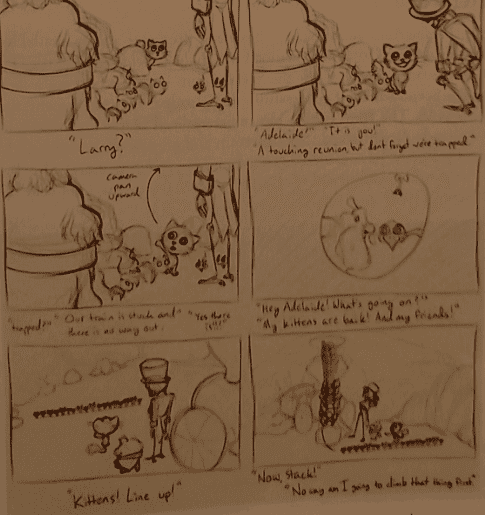 "Larry?"
"Adelaide!" "It is you!"
"A touching reunion, but dont forget we're trapped"
Camera
pan
upward
"trapped?" "Our train is stuck and "Yes there
there is no way out. is!!"
"Hey Adelaide! What's going on?"
"My kittens are back! And my friends!"
"Kittens! Line up!"
"Now, Stack!"
"No way am I going to climb that thing first"